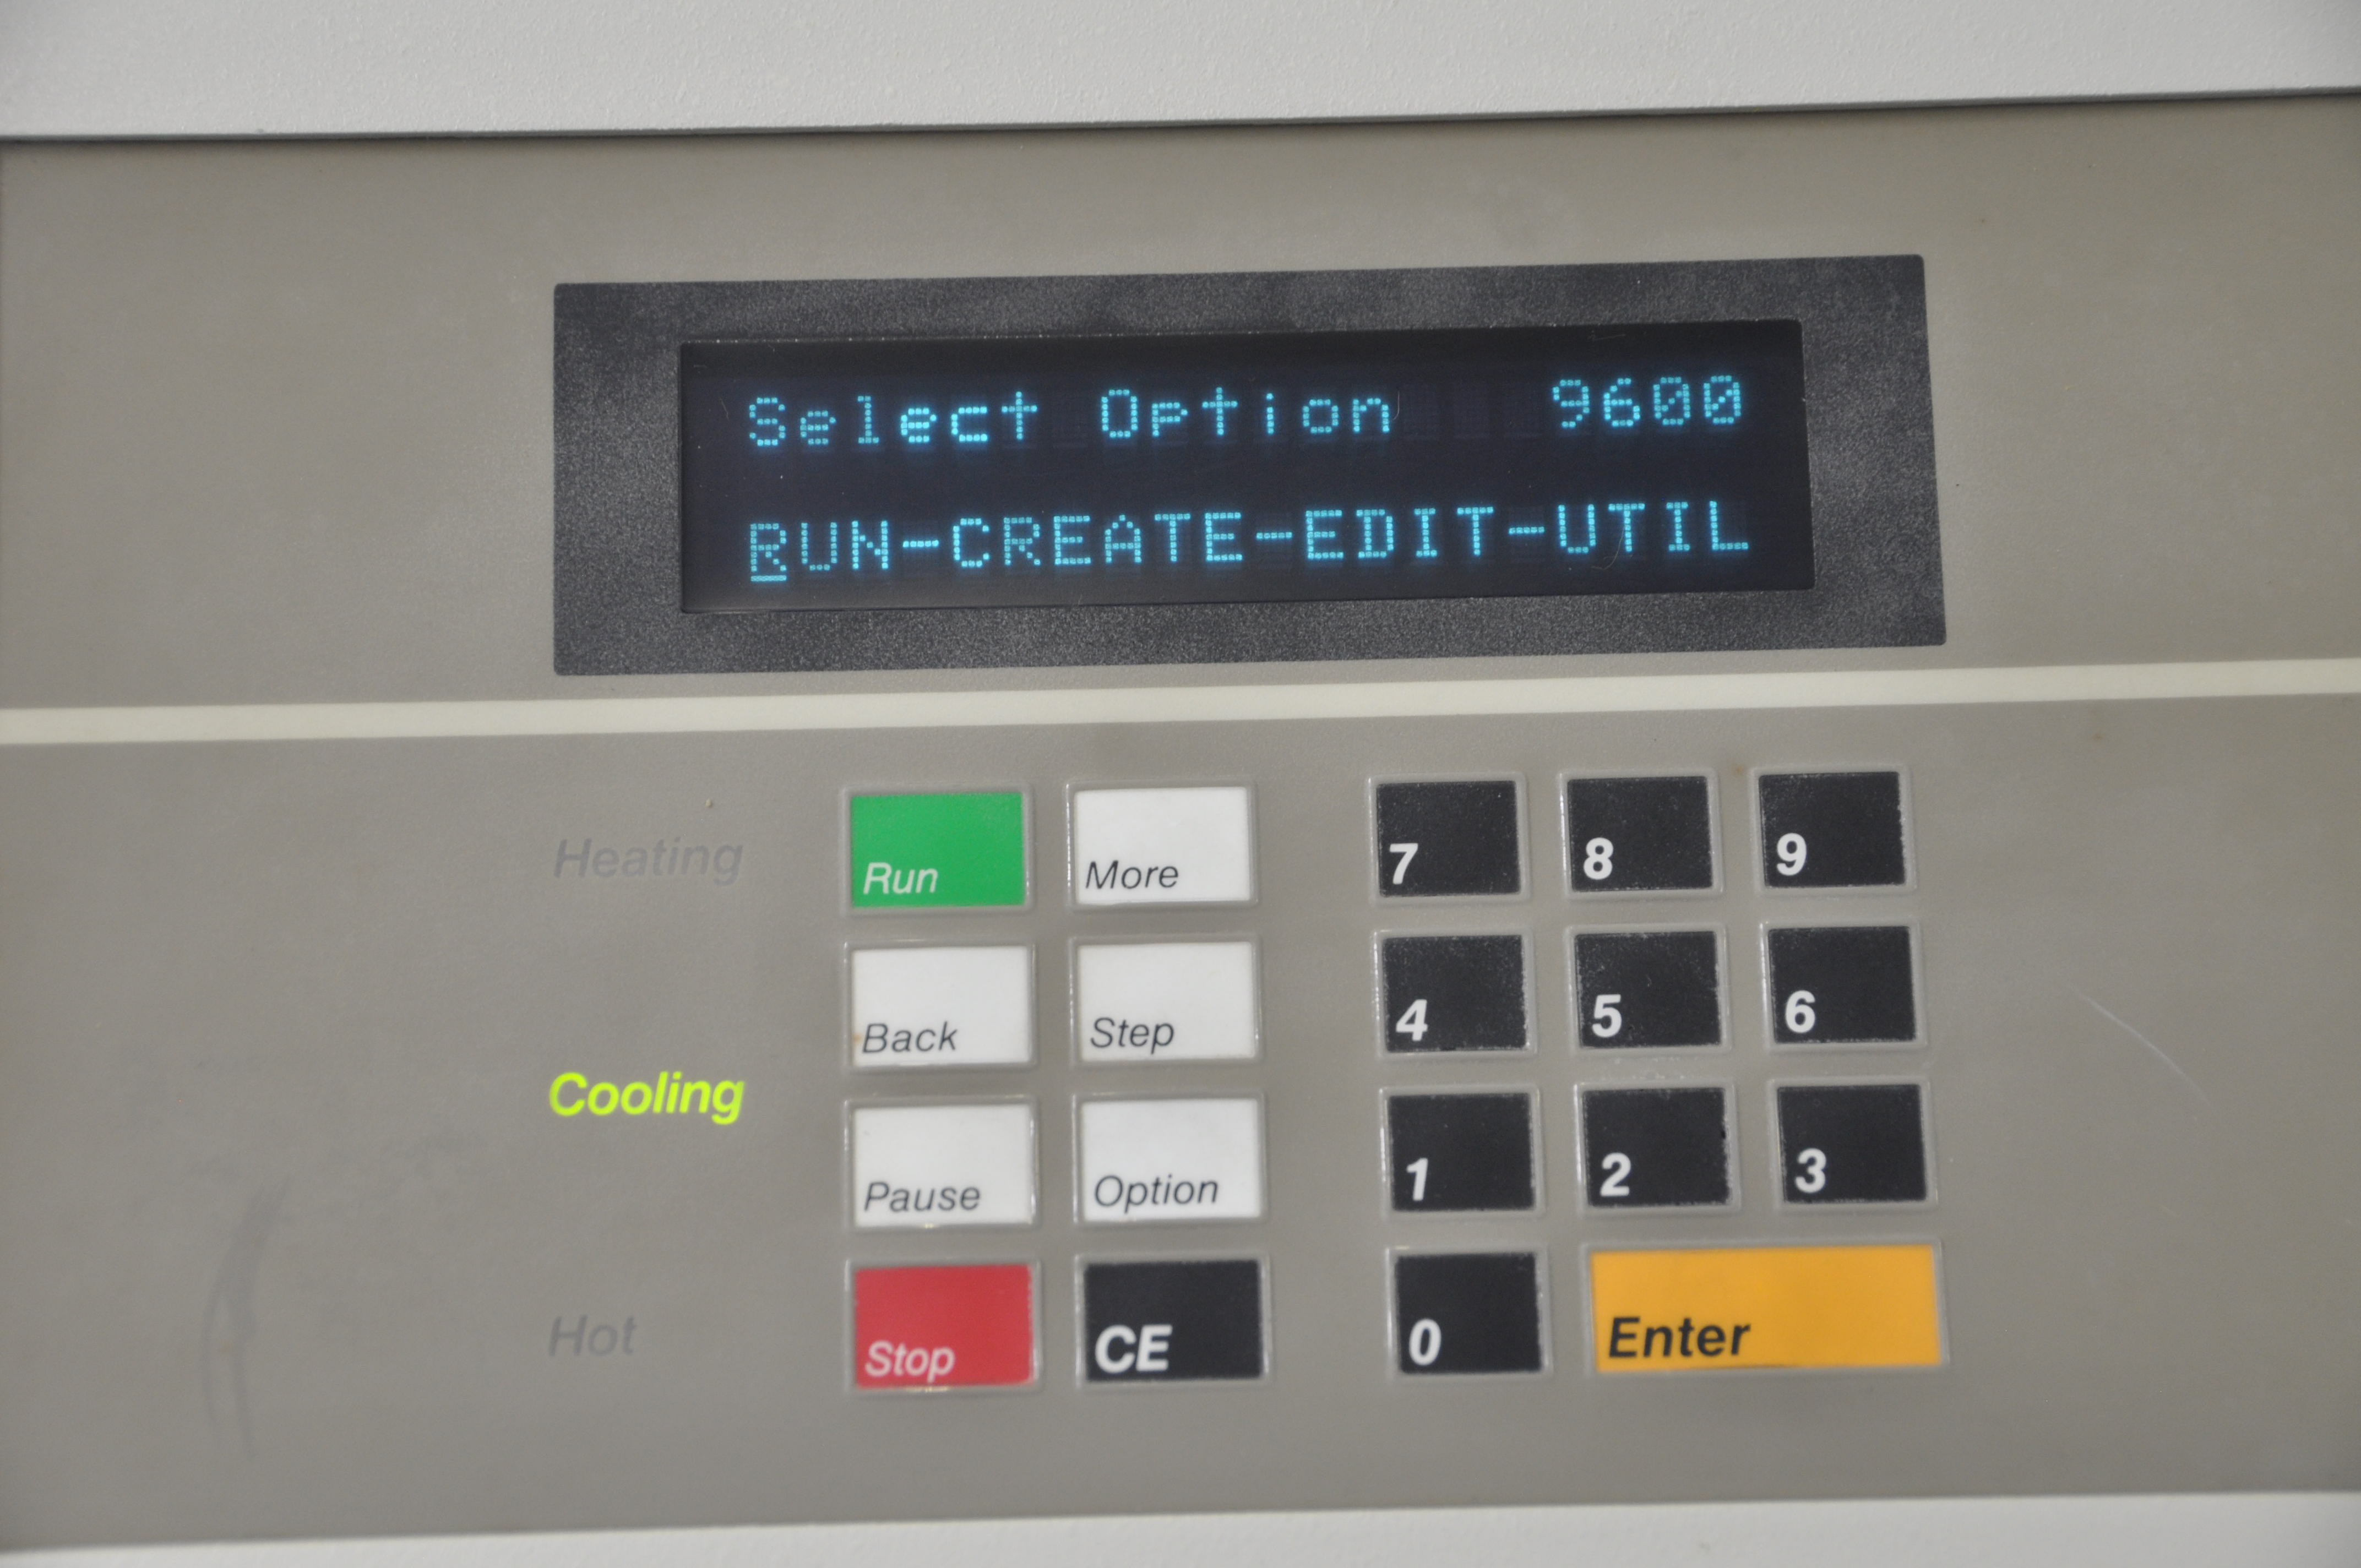 Select Option 9600
RUN-CREATE-EDIT-UTIL
Heating
Run
More
7
8
9
Back
Step
4
5
6
Cooling
Pause
Option
1
2
3
Hot
Stop
CE
0
Enter